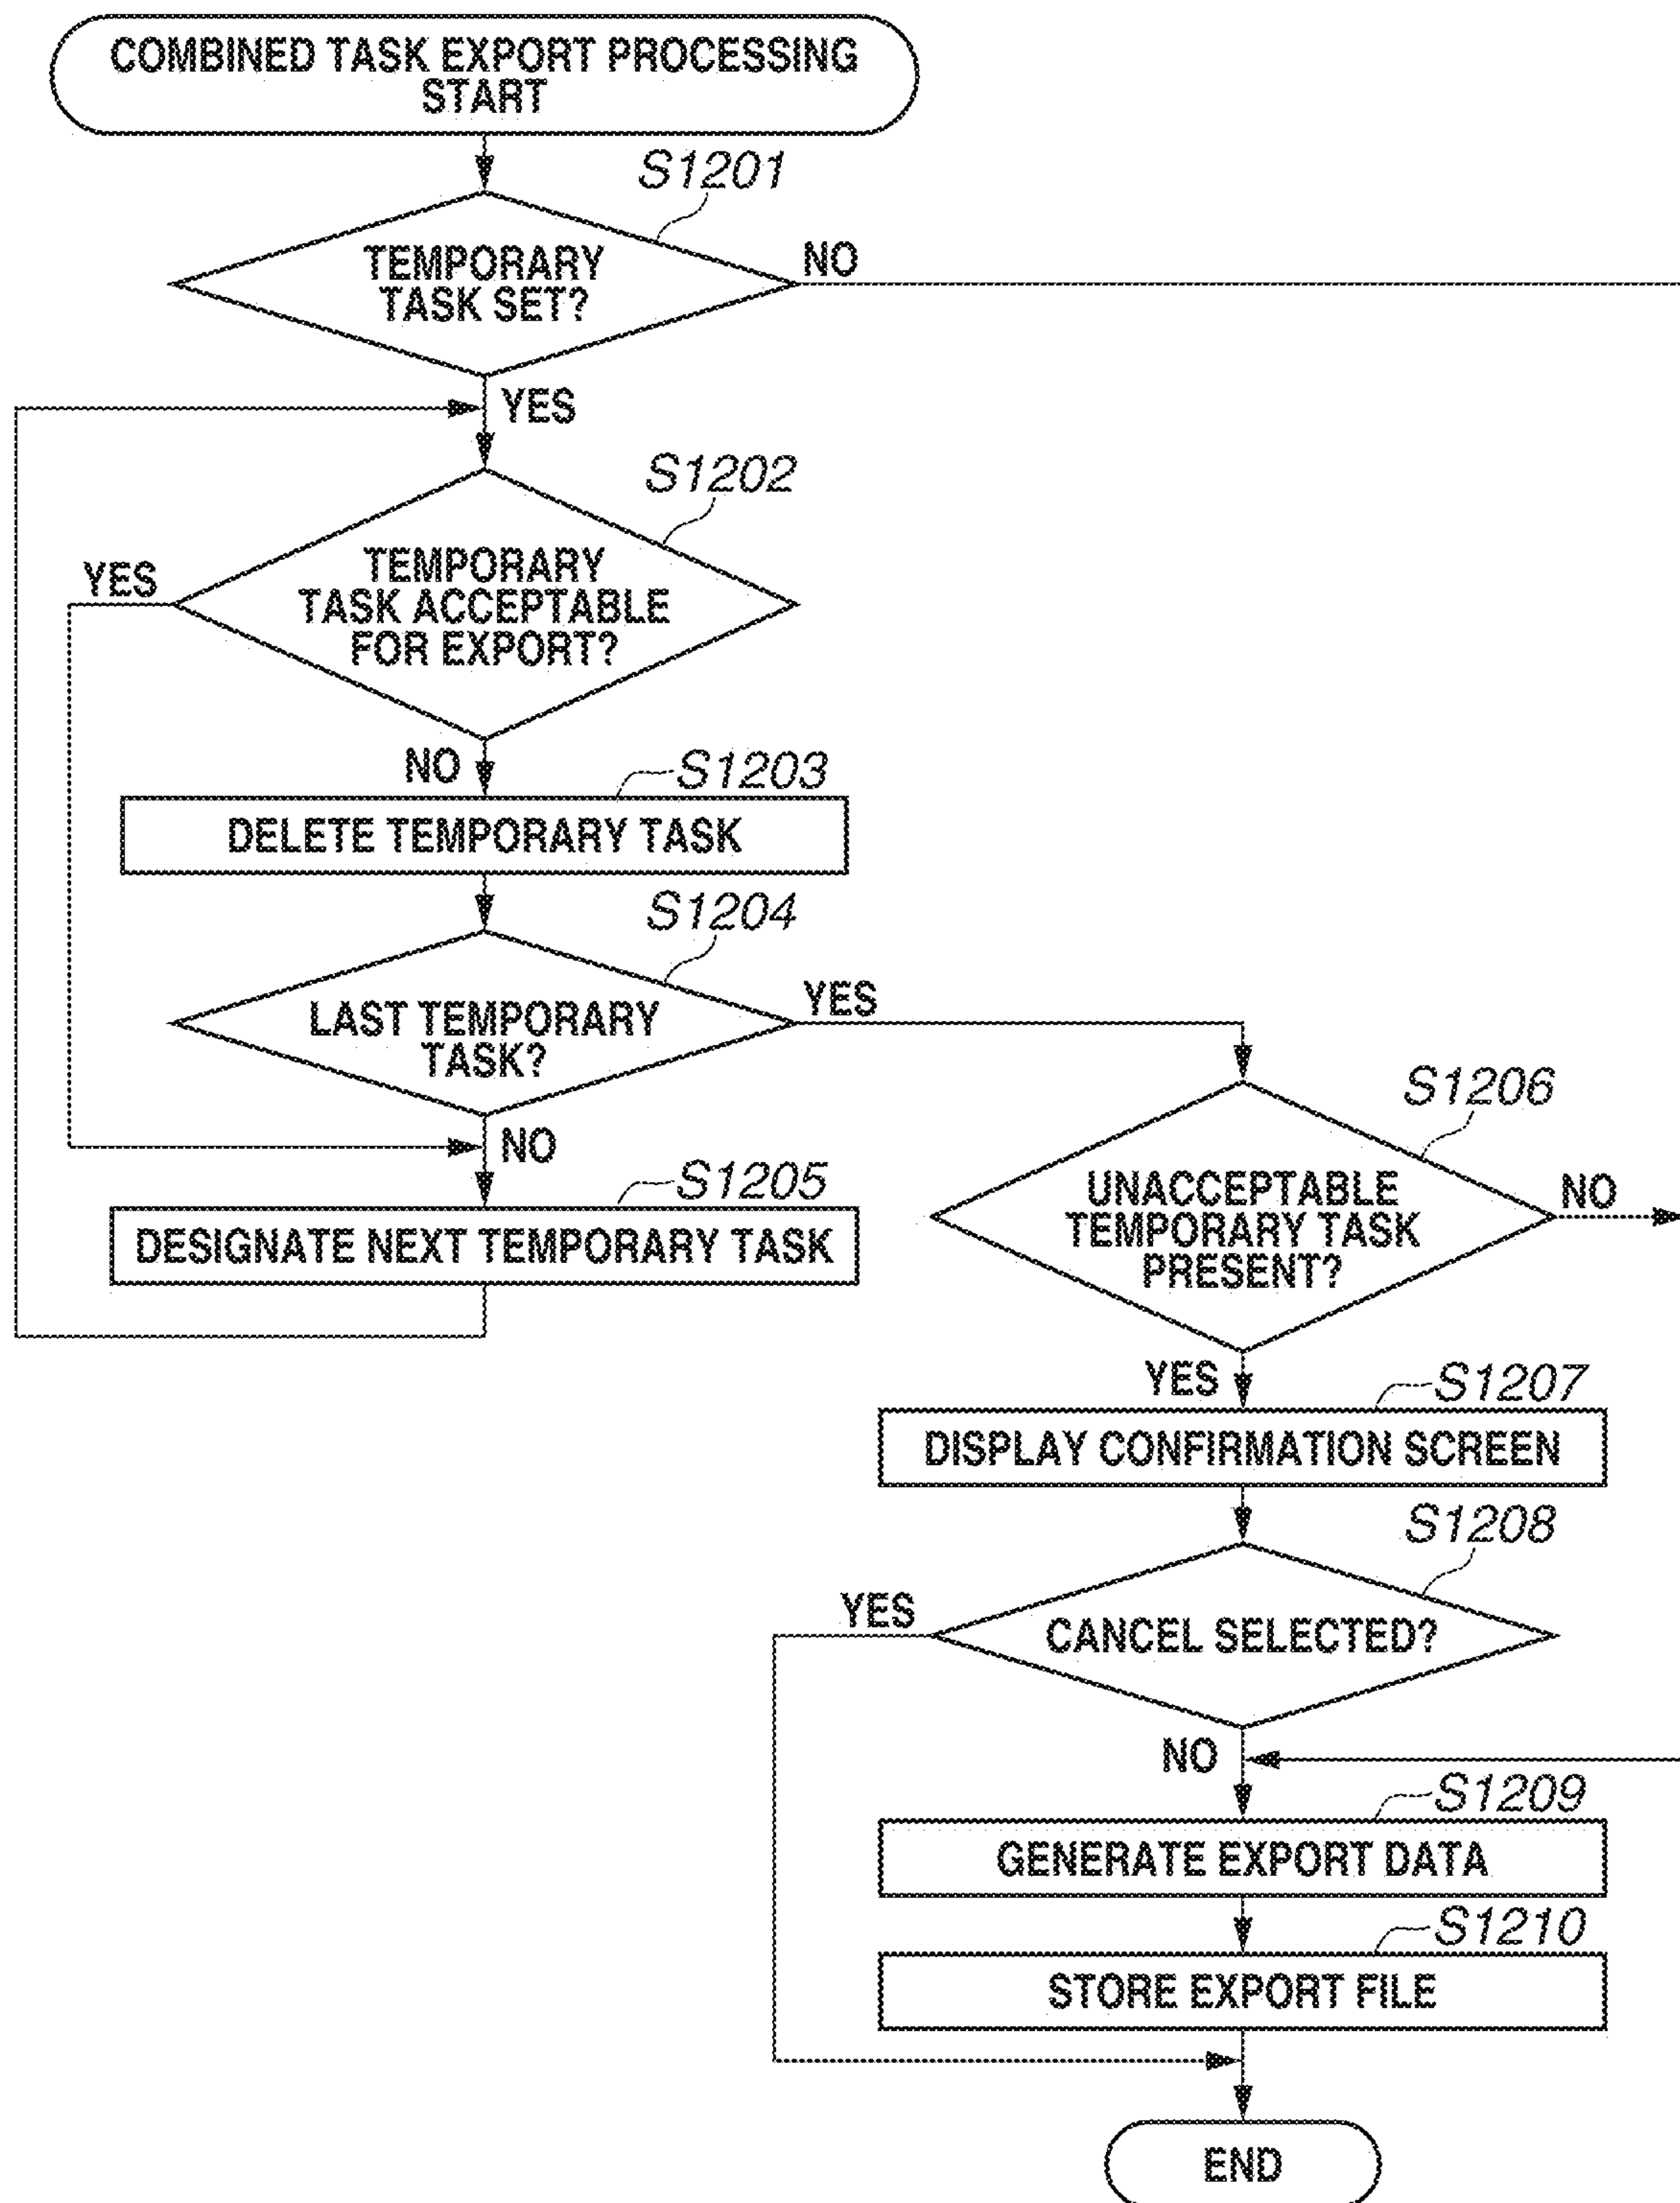 COMBINED TASK EXPORT PROCESSING
START
S1201
TEMPORARY
TASK SET?
NO
YES
S1202
TEMPORARY
TASK ACCEPTABLE
FOR EXPORT?
YES
NO
S1203
DELETE TEMPORARY TASK
S1204
LAST TEMPORARY
TASK?
YES
NO
S1205
DESIGNATE NEXT TEMPORARY TASK
S1206
UNACCEPTABLE
TEMPORARY TASK
PRESENT?
NO
YES
S1207
DISPLAY CONFIRMATION SCREEN
S1208
CANCEL SELECTED?
YES
NO
S1209
GENERATE EXPORT DATA
S1210
STORE EXPORT FILE
END